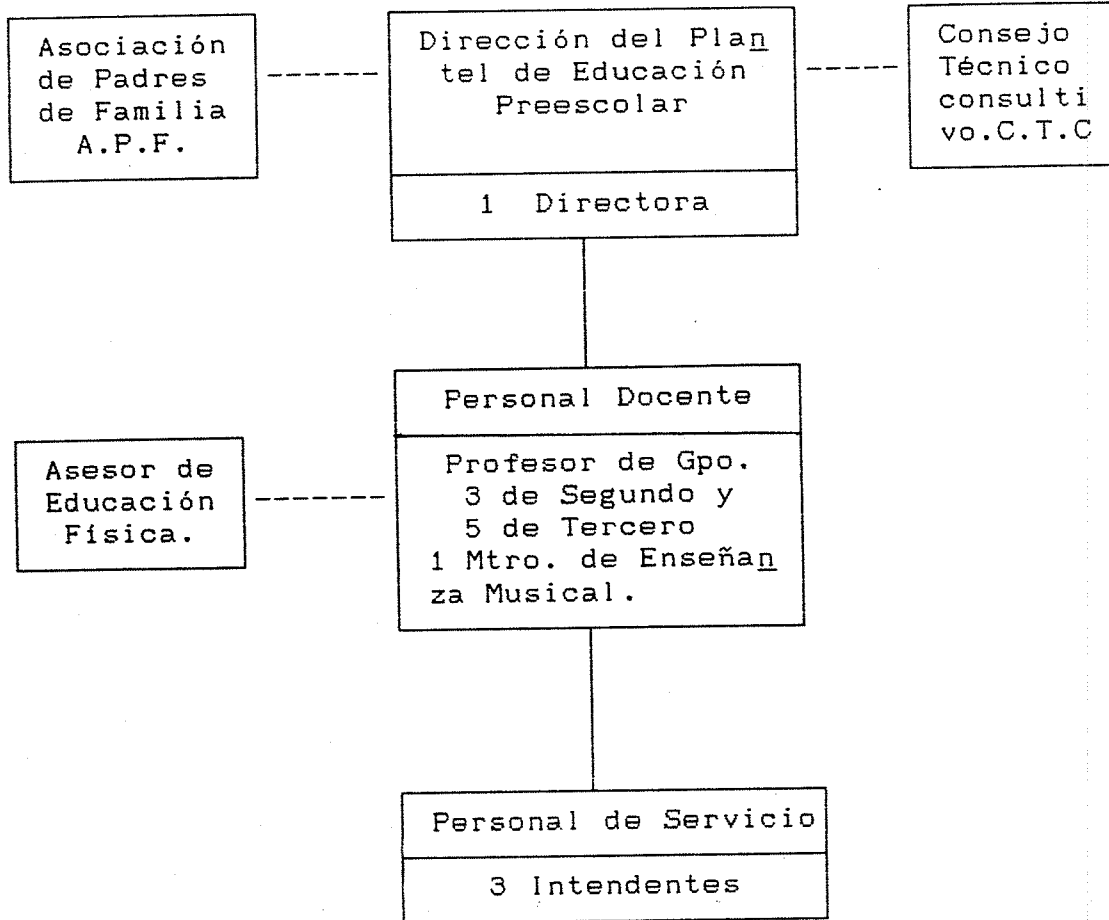 Asociación
de Padres
de Familia
A.P.F.
Dirección del Plan
tel de Educación
Preescolar
1 Directora
Consejo
Técnico
consulti
vo.C.T.C
Personal Docente
Profesor de Gpo.
3 de Segundo y
5 de Tercero
1 Mtro. de Enseñan
za Musical.
Asesor de
Educación
Física.
Personal de Servicio
3 Intendentes